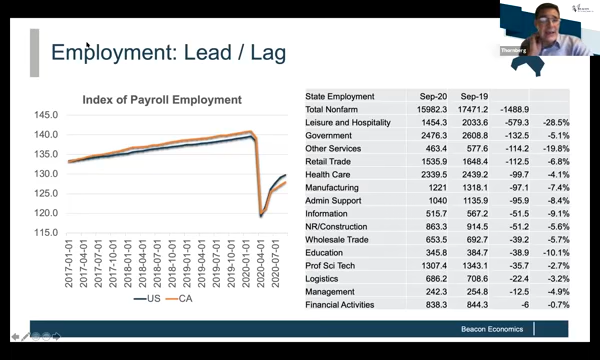 BEACON
Employment: Lead / Lag
Thornberg
Index of Payroll Employment
145.0
140.0
135.0
130.0
125.0
120.0
115.0
2017-01-01
2017-04-01
2017-07-01
2017-10-01
2018-01-01
2018-04-01
2018-07-01
2018-10-01
2019-01-01
2019-04-01
2019-07-01
2019-10-01
2020-01-01
2020-04-01
2020-07-01
US CA
State Employment Sep-20 Sep-19
Total Nonfarm 15982.3 17471.2 -1488.9
Leisure and Hospitality 1454.3 2033.6 -579.3 -28.5%
Government 2476.3 2608.8 -132.5 -5.1%
Other Services 463.4 577.6 -114.2 -19.8%
Retail Trade 1535.9 1648.4 -112.5 -6.8%
Health Care 2339.5 2439.2 -99.7 -4.1%
Manufacturing 1221 1318.1 -97.1 -7.4%
Admin Support 1040 1135.9 -95.9 -8.4%
Information 515.7 567.2 -51.5 -9.1%
NR/Construction 863.3 914.5 -51.2 -5.6%
Wholesale Trade 653.5 692.7 -39.2 -5.7%
Education 345.8 384.7 -38.9 -10.1%
Prof Sci Tech 1307.4 1343.1 -35.7 -2.7%
Logistics 686.2 708.6 -22.4 -3.2%
Management 242.3 254.8 -12.5 -4.9%
Financial Activities 838.3 844.3 -6 -0.7%
Beacon Economics